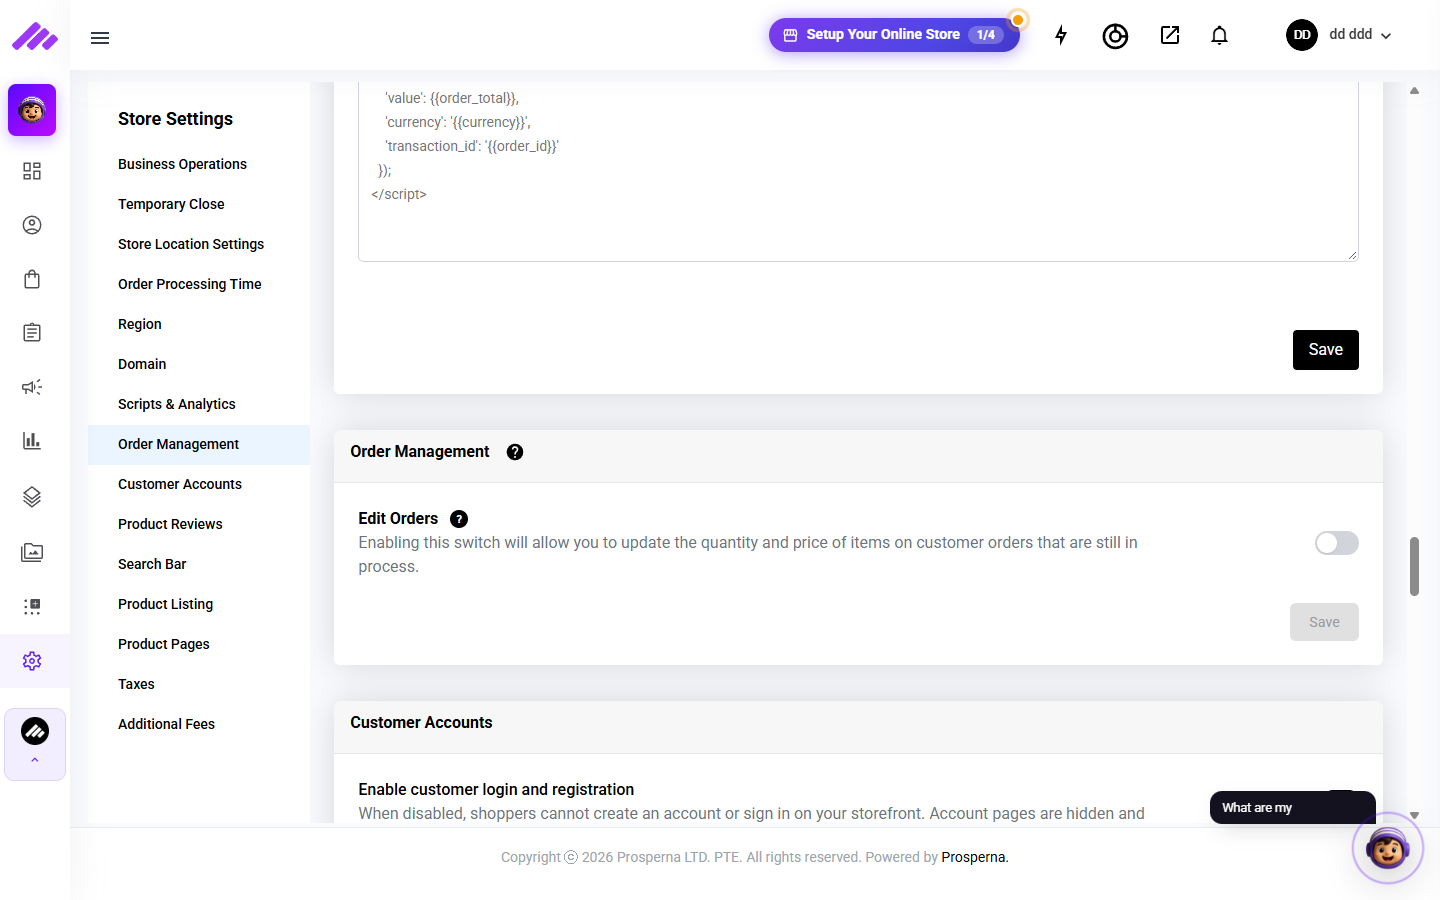 Setup Your Online Store 1/4
DD dd ddd
Store Settings
Business Operations
Temporary Close
Store Location Settings
Order Processing Time
Region
Domain
Scripts & Analytics
Order Management
Customer Accounts
Product Reviews
Search Bar
Product Listing
Product Pages
Taxes
Additional Fees
'value': {{order_total}},
'currency': '{{currency}}',
'transaction_id': '{{order_id}}'
});
</script>
Save
Order Management ?
Edit Orders ?
Enabling this switch will allow you to update the quantity and price of items on customer orders that are still in
process.
Save
Customer Accounts
Enable customer login and registration
When disabled, shoppers cannot create an account or sign in on your storefront. Account pages are hidden and
What are my
Copyright © 2026 Prosperna LTD. PTE. All rights reserved. Powered by Prosperna.